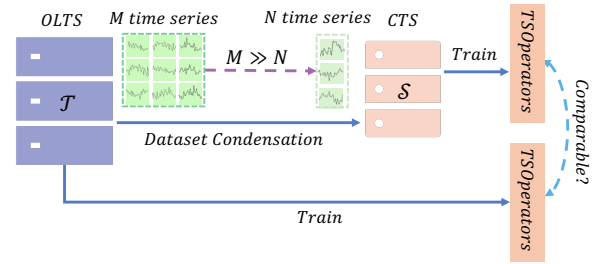 OLTS
M time series
N time series
CTS
M ≫ N
Train
𝒯
𝒮
Dataset Condensation
TSOperators
Comparable?
TSOperators
Train